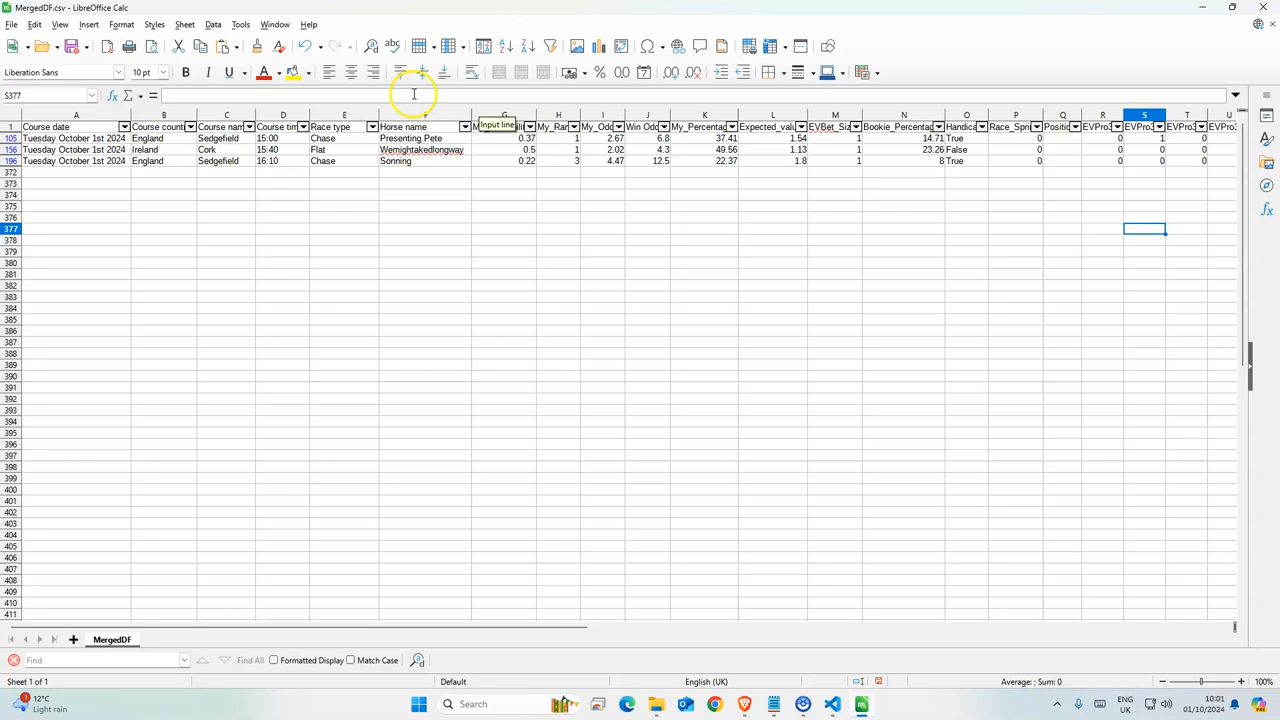 MergedDF.csv - LibreOffice Calc
File Edit View Insert Format Styles Sheet Data Tools Window Help
Liberation Sans 10 pt
S377
Input line
A B C D E F G H I J K L M N O P Q R S T U
1 Course date Course count Course nam Course tim Race type Horse name My_Ran My_Odd Win Odd My_Percentag Expected_valu EVBet_Siz Bookie_Percentag Handica Race_Spri Position EVPro EVPro
105 Tuesday October 1st 2024 England Sedgefield 15:00 Chase Presenting Pete 0.37 1 2.67 6.8 37.41 1.54 1 14.71 True 0 0 0 1 0
156 Tuesday October 1st 2024 Ireland Cork 15:40 Flat Wemightakedlongway 0.5 1 2.02 4.3 49.56 1.13 1 23.26 False 0 0 0 0 0
196 Tuesday October 1st 2024 England Sedgefield 16:10 Chase Sonning 0.22 3 4.47 12.5 22.37 1.8 1 8 True 0 0 0 0 0
372
373
374
375
376
377
378
379
380
381
382
383
384
385
386
387
388
389
390
391
392
393
394
395
396
397
398
399
400
401
402
403
404
405
406
407
408
409
410
411
MergedDF
Find Find All Formatted Display Match Case
Sheet 1 of 1 Default English (UK) Average: ; Sum: 0 100%
1 12°C
Light rain
Search
ENG
UK
10:01
01/10/2024